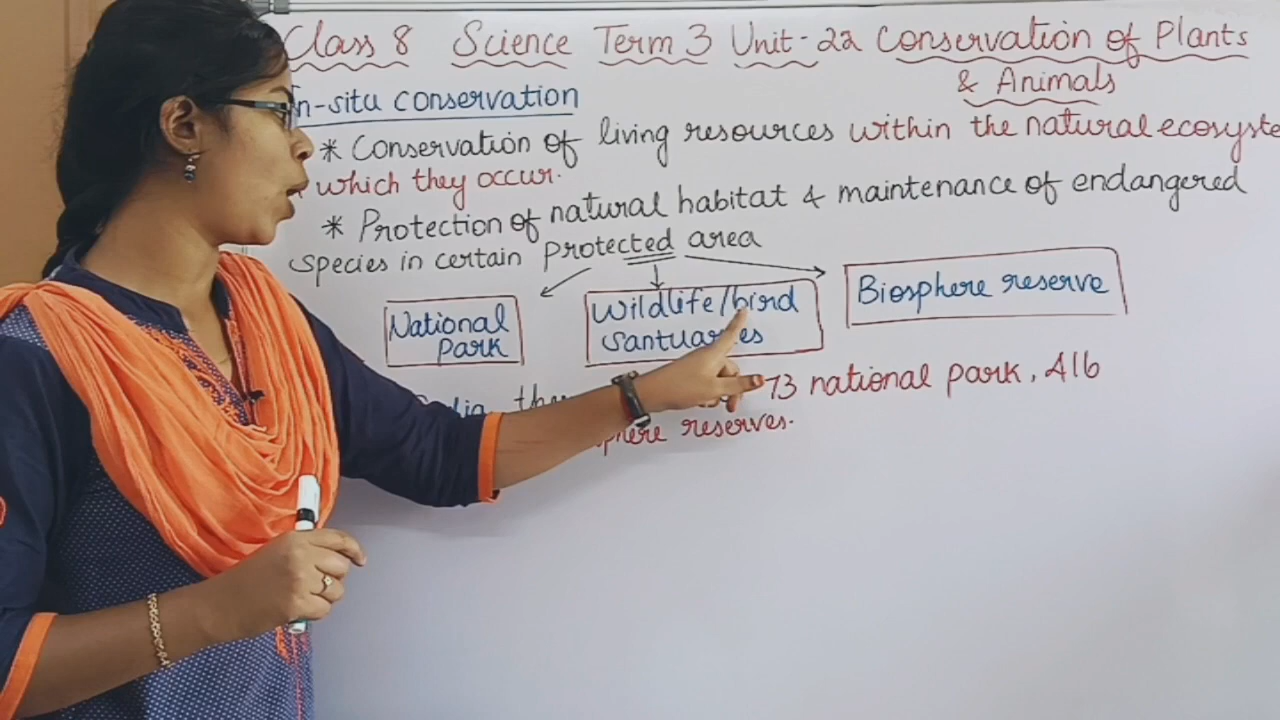 Class 8 Science Term 3 Unit-22 Conservation of Plants
& Animals
In-situ conservation
* Conservation of living resources within the natural ecosyste
which they occur.
* Protection of natural habitat & maintenance of endangered
species in certain protected area
National Park
Wildlife/bird Santuaries
Biosphere reserve
73 national park, 416
reserves.